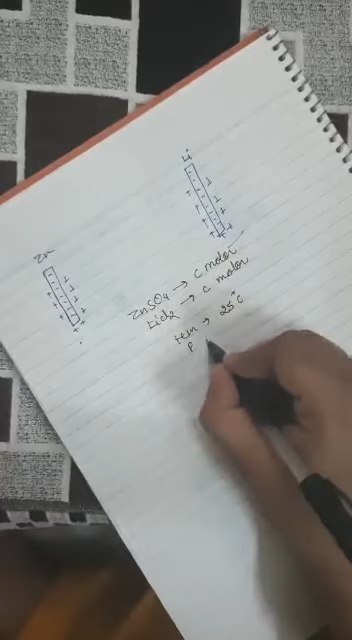 Li
Zn
ZnSO4 → C molar
LiCl2 → C molar
tem → 25°C
P